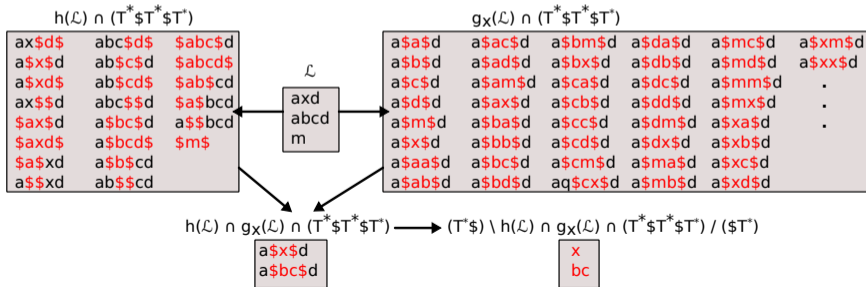 h(ℒ) ∩ (T*$T*$T*)
gx(ℒ) ∩ (T*$T*$T*)
ax$d$ abc$d$ $abc$d
a$x$d ab$c$d $abcd$
a$xd$ ab$cd$ $ab$cd
ax$$d abc$$d $a$bcd
$ax$d a$bc$d a$$bcd
$axd$ a$bcd$ $m$
$a$xd a$b$cd
a$$xd ab$$cd
ℒ
axd
abcd
m
a$a$d a$ac$d a$bm$d a$da$d a$mc$d a$xm$d
a$b$d a$ad$d a$bx$d a$db$d a$md$d a$xx$d
a$c$d a$am$d a$ca$d a$dc$d a$mm$d .
a$d$d a$ax$d a$cb$d a$dd$d a$mx$d .
a$m$d a$ba$d a$cc$d a$dm$d a$xa$d .
a$x$d a$bb$d a$cd$d a$dx$d a$xb$d
a$aa$d a$bc$d a$cm$d a$ma$d a$xc$d
a$ab$d a$bd$d aq$cx$d a$mb$d a$xd$d
h(ℒ) ∩ gx(ℒ) ∩ (T*$T*$T*)
(T*$) \ h(ℒ) ∩ gx(ℒ) ∩ (T*$T*$T*) / ($T*)
a$x$d
a$bc$d
x
bc